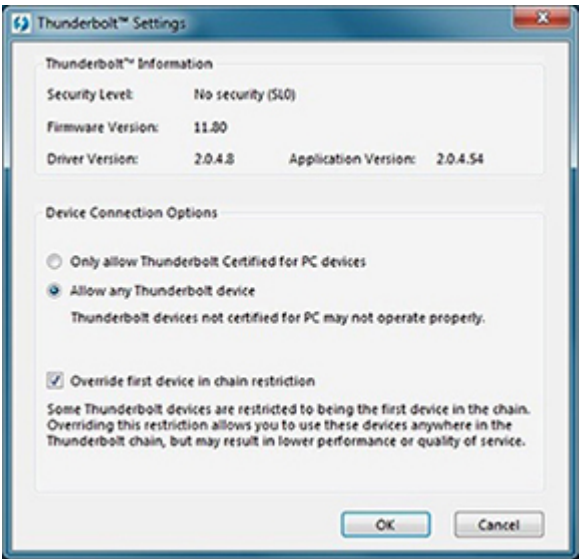 Thunderbolt™ Settings
Thunderbolt™ Information
Security Level: No security (SL0)
Firmware Version: 11.80
Driver Version: 2.0.4.8 Application Version: 2.0.4.54
Device Connection Options
Only allow Thunderbolt Certified for PC devices
Allow any Thunderbolt device
Thunderbolt devices not certified for PC may not operate properly.
Override first device in chain restriction
Some Thunderbolt devices are restricted to being the first device in the chain.
Overriding this restriction allows you to use these devices anywhere in the
Thunderbolt chain, but may result in lower performance or quality of service.
OK Cancel